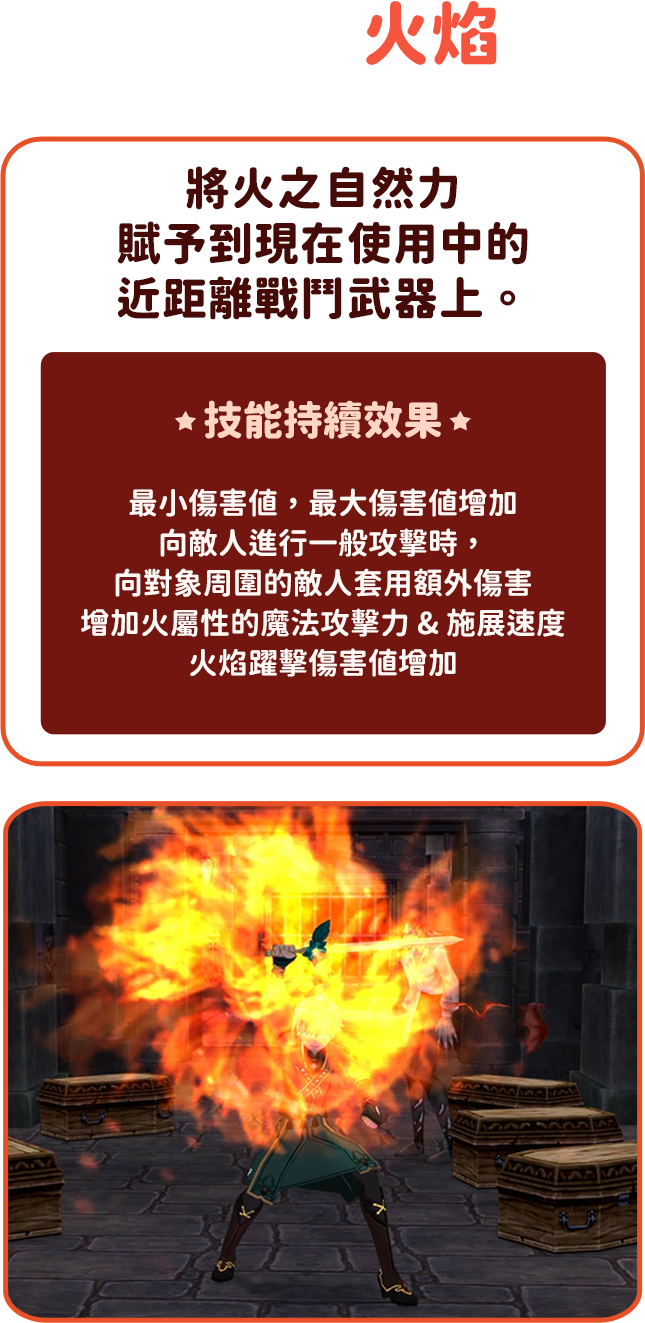 火焰
將火之自然力
賦予到現在使用中的
近距離戰鬥武器上。
★技能持續效果★
最小傷害值，最大傷害值增加
向敵人進行一般攻擊時，
向對象周圍的敵人套用額外傷害
增加火屬性的魔法攻擊力 & 施展速度
火焰躍擊傷害值增加